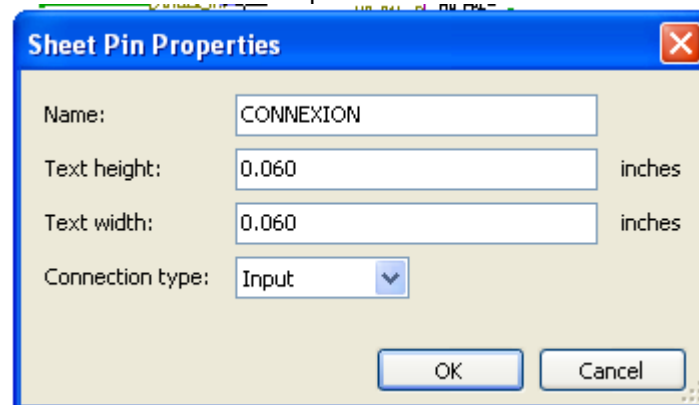 Sheet Pin Properties
Name: CONNEXION
Text height: 0.060 inches
Text width: 0.060 inches
Connection type: Input
OK Cancel